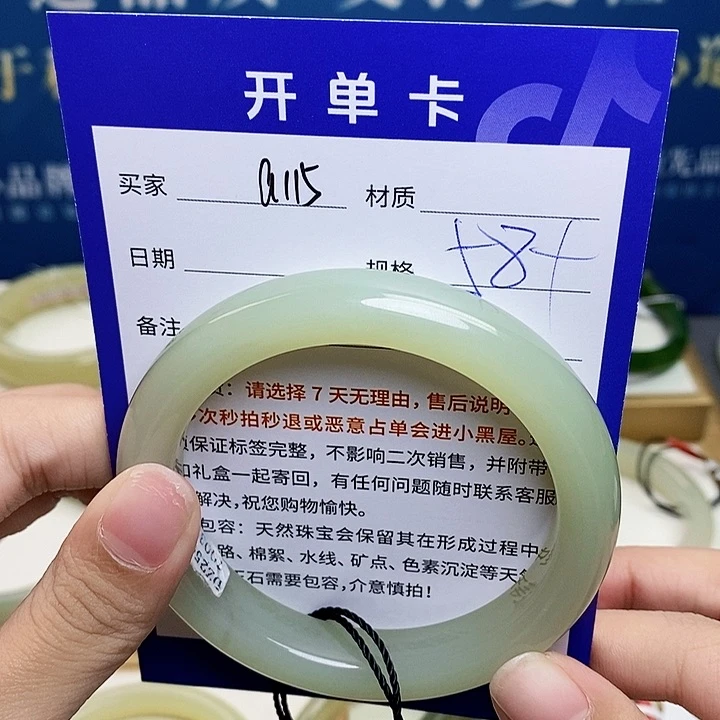 开单卡
买家 a115 材质
日期 规格
备注
：请选择7天无理由，售后说明
次秒拍秒退或恶意占单会进小黑屋。
保证标签完整，不影响二次销售，并附带
和礼盒一起寄回，有任何问题随时联系客服
解决，祝您购物愉快。
包容：天然珠宝会保留其在形成过程中
路、棉絮、水线、矿点、色素沉淀等天
石需要包容，介意慎拍！